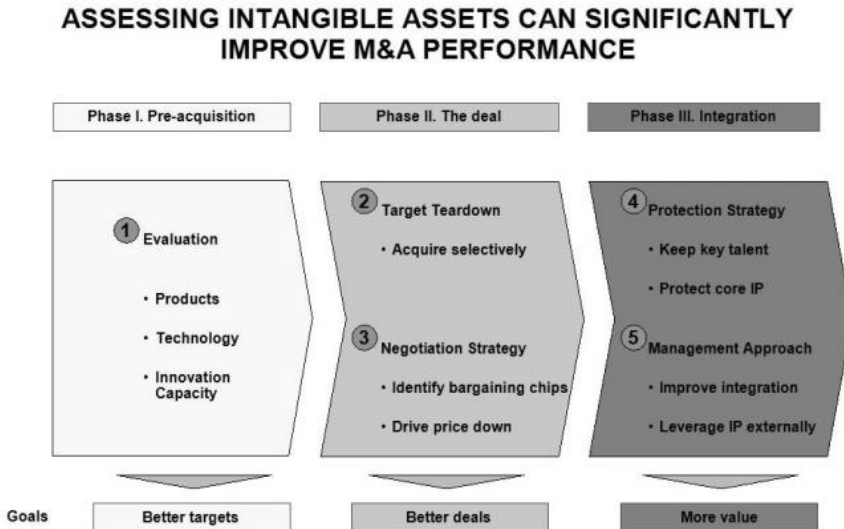 ASSESSING INTANGIBLE ASSETS CAN SIGNIFICANTLY
IMPROVE M&A PERFORMANCE
Phase I. Pre-acquisition
Phase II. The deal
Phase III. Integration
1 Evaluation
• Products
• Technology
• Innovation
Capacity
2 Target Teardown
• Acquire selectively
3 Negotiation Strategy
• Identify bargaining chips
• Drive price down
4 Protection Strategy
• Keep key talent
• Protect core IP
5 Management Approach
• Improve integration
• Leverage IP externally
Goals
Better targets
Better deals
More value